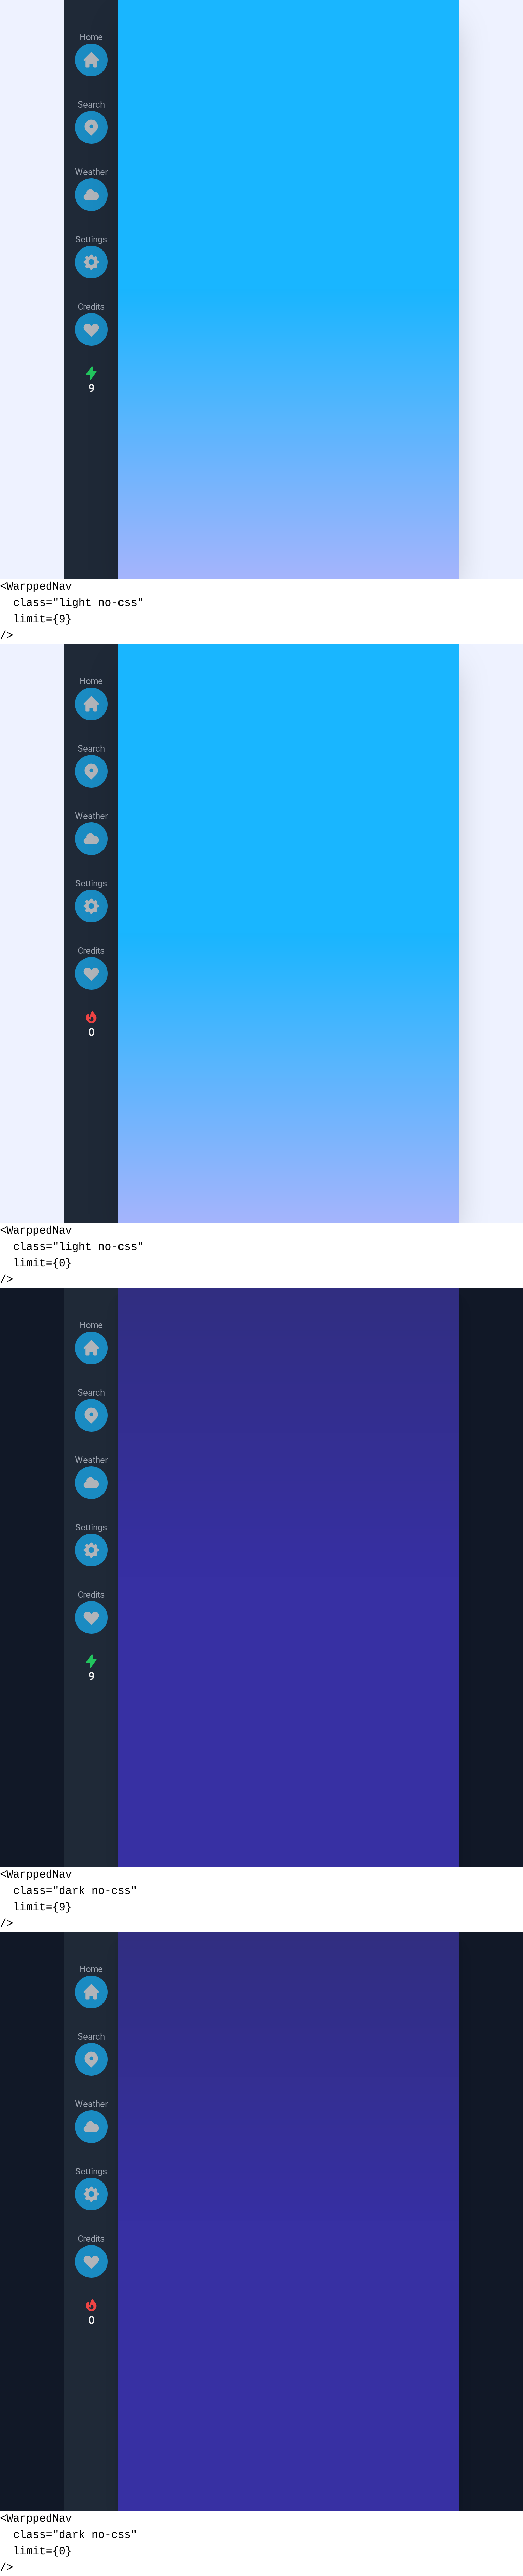 Home
Search
Weather
Settings
Credits
9
<WarppedNav
  class="light no-css"
  limit={9}
/>
Home
Search
Weather
Settings
Credits
0
<WarppedNav
  class="light no-css"
  limit={0}
/>
Home
Search
Weather
Settings
Credits
9
<WarppedNav
  class="dark no-css"
  limit={9}
/>
Home
Search
Weather
Settings
Credits
0
<WarppedNav
  class="dark no-css"
  limit={0}
/>